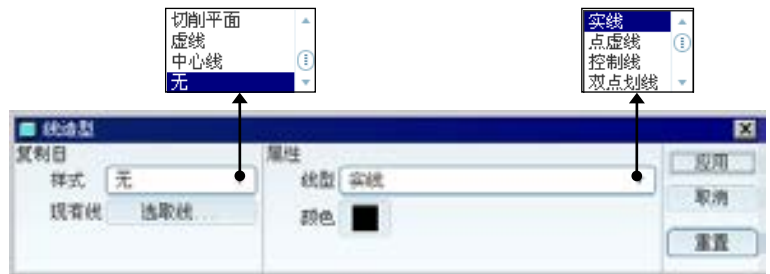 切削平面
虚线
中心线
无
实线
点虚线
控制线
双点划线
线造型
复制自
样式 无
现有线 选取线...
属性
线型 实线
颜色
应用
取消
重置